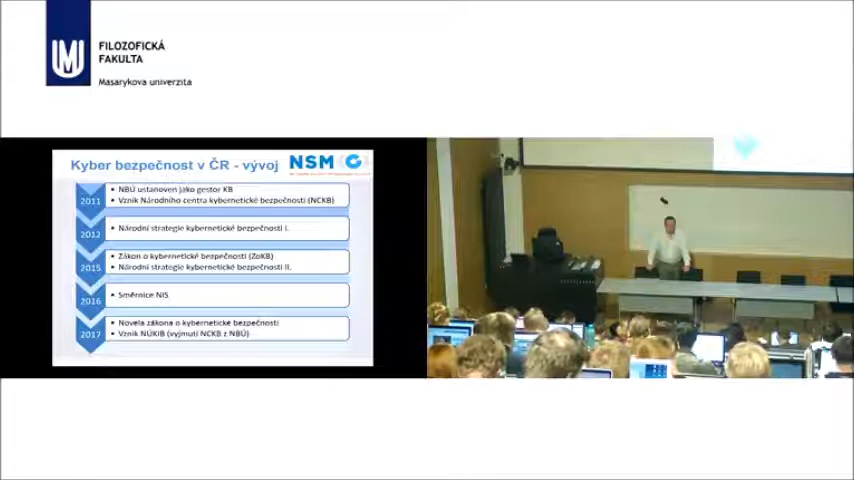 FILOZOFICKÁ
FAKULTA
Masarykova univerzita
Kyber bezpečnost v ČR - vývoj
NSM
2011
• NBÚ ustanoven jako gestor KB
• Vznik Národního centra kybernetické bezpečnosti (NCKB)
2012
• Národní strategie kybernetické bezpečnosti I.
2015
• Zákon o kybernetické bezpečnosti (ZoKB)
• Národní strategie kybernetické bezpečnosti II.
2016
• Směrnice NIS
2017
• Novela zákona o kybernetické bezpečnosti
• Vznik NÚKIB (vyjmutí NCKB z NBÚ)